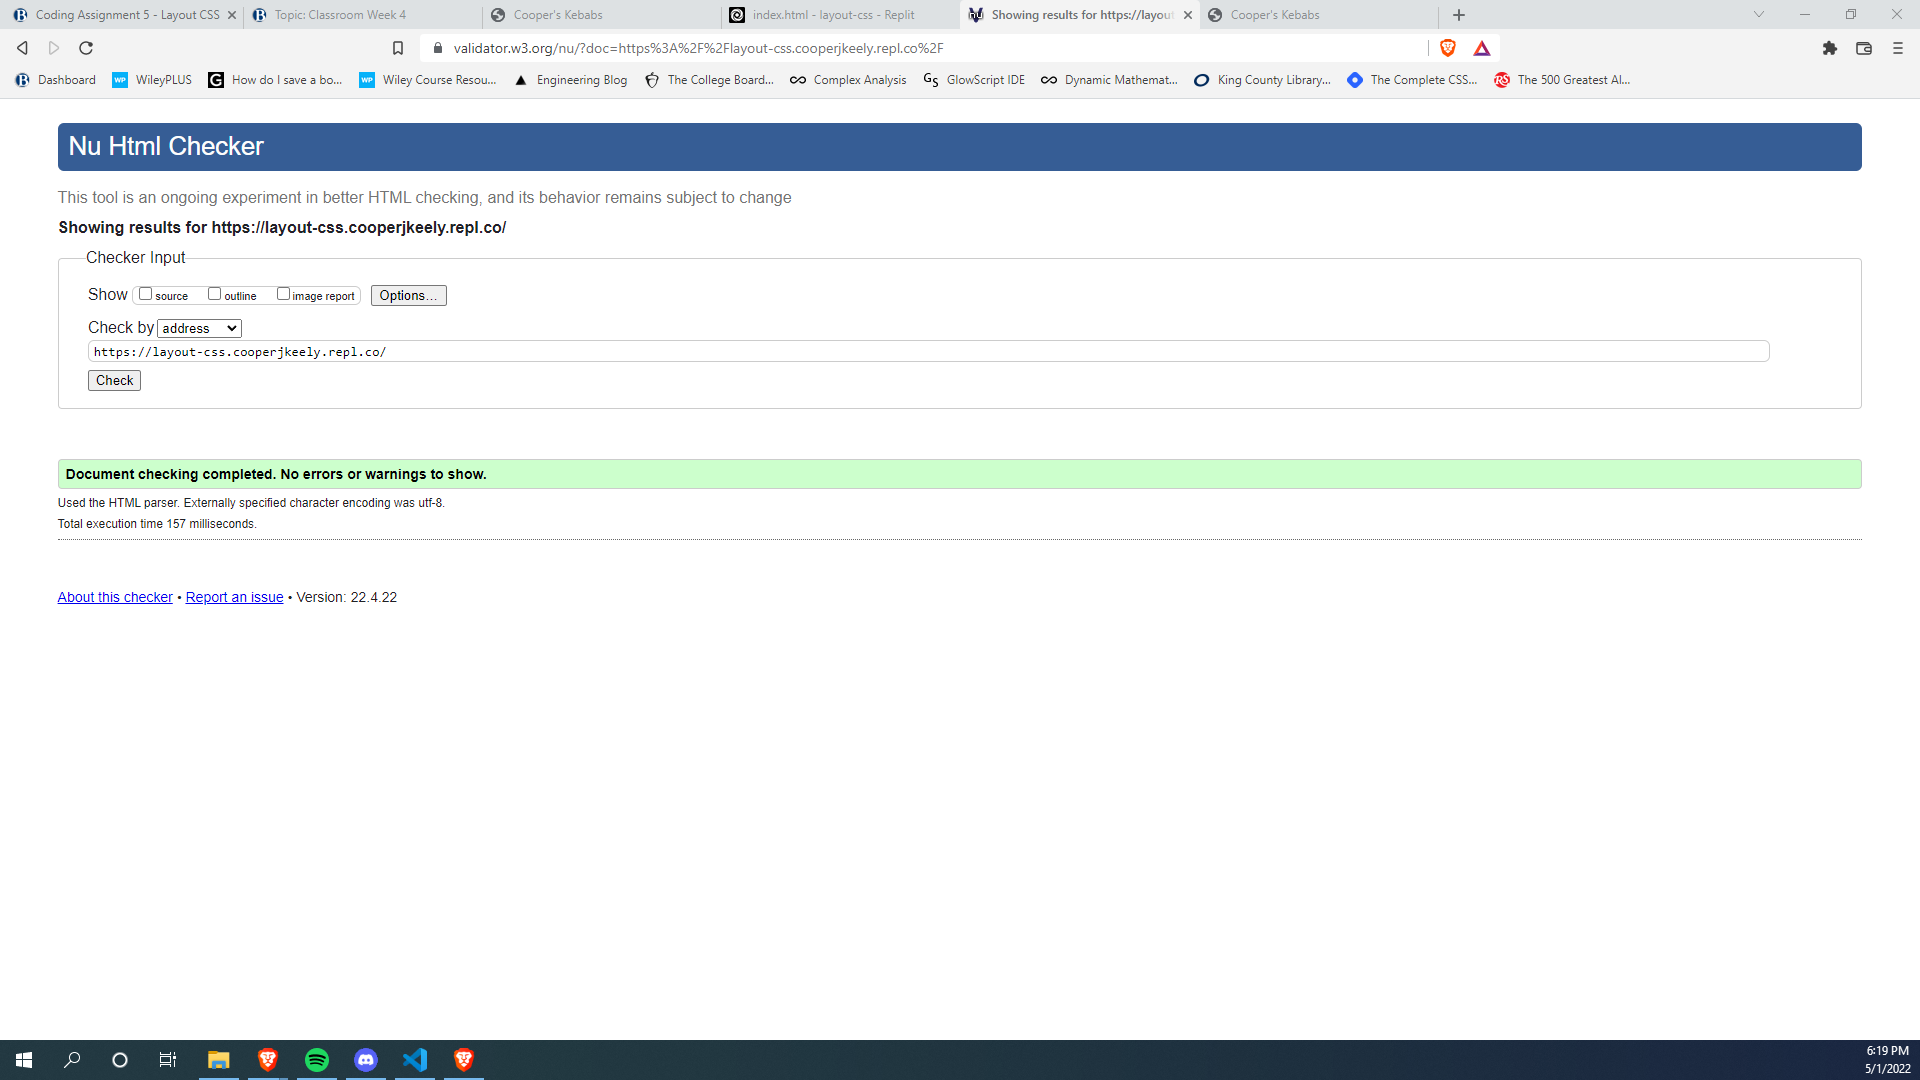 Coding Assignment 5 - Layout CSS
Topic: Classroom Week 4
Cooper's Kebabs
index.html - layout-css - Replit
Showing results for https://layout
Cooper's Kebabs
validator.w3.org/nu/?doc=https%3A%2F%2Flayout-css.cooperjkeely.repl.co%2F
Dashboard
WP
WileyPLUS
G
How do I save a bo...
WP
Wiley Course Resou...
Engineering Blog
The College Board...
Complex Analysis
GS
GlowScript IDE
Dynamic Mathemat...
King County Library...
The Complete CSS...
RS
The 500 Greatest Al...
Nu Html Checker
This tool is an ongoing experiment in better HTML checking, and its behavior remains subject to change
Showing results for https://layout-css.cooperjkeely.repl.co/
Checker Input
Show source outline image report Options...
Check by address
https://layout-css.cooperjkeely.repl.co/
Check
Document checking completed. No errors or warnings to show.
Used the HTML parser. Externally specified character encoding was utf-8.
Total execution time 157 milliseconds.
About this checker • Report an issue • Version: 22.4.22
6:19 PM
5/1/2022